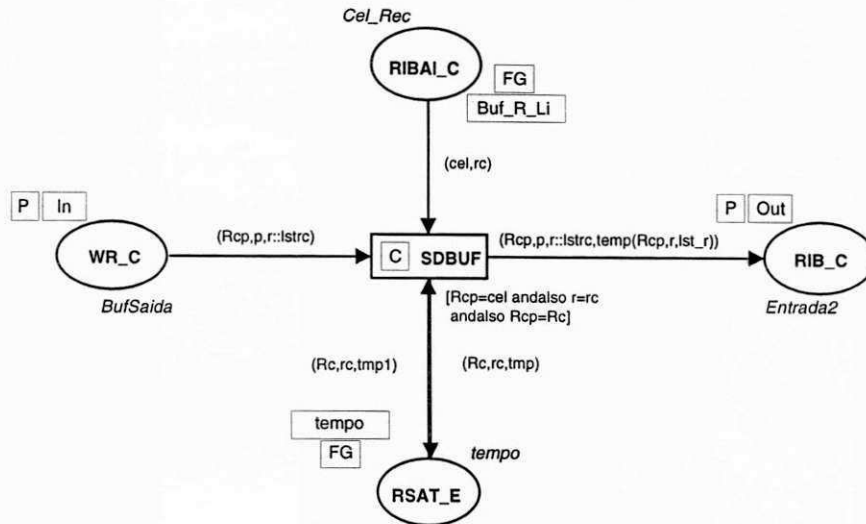 Cel_Rec
RIBAI_C
FG
Buf_R_Li
(cel,rc)
P In
P Out
WR_C
(Rcp,p,r::lstrc)
C SDBUF
(Rcp,p,r::lstrc,temp(Rcp,r,lst_r))
RIB_C
BufSaida
[Rcp=cel andalso r=rc
andalso Rcp=Rc]
Entrada2
(Rc,rc,tmp1)
(Rc,rc,tmp)
tempo
FG
tempo
RSAT_E